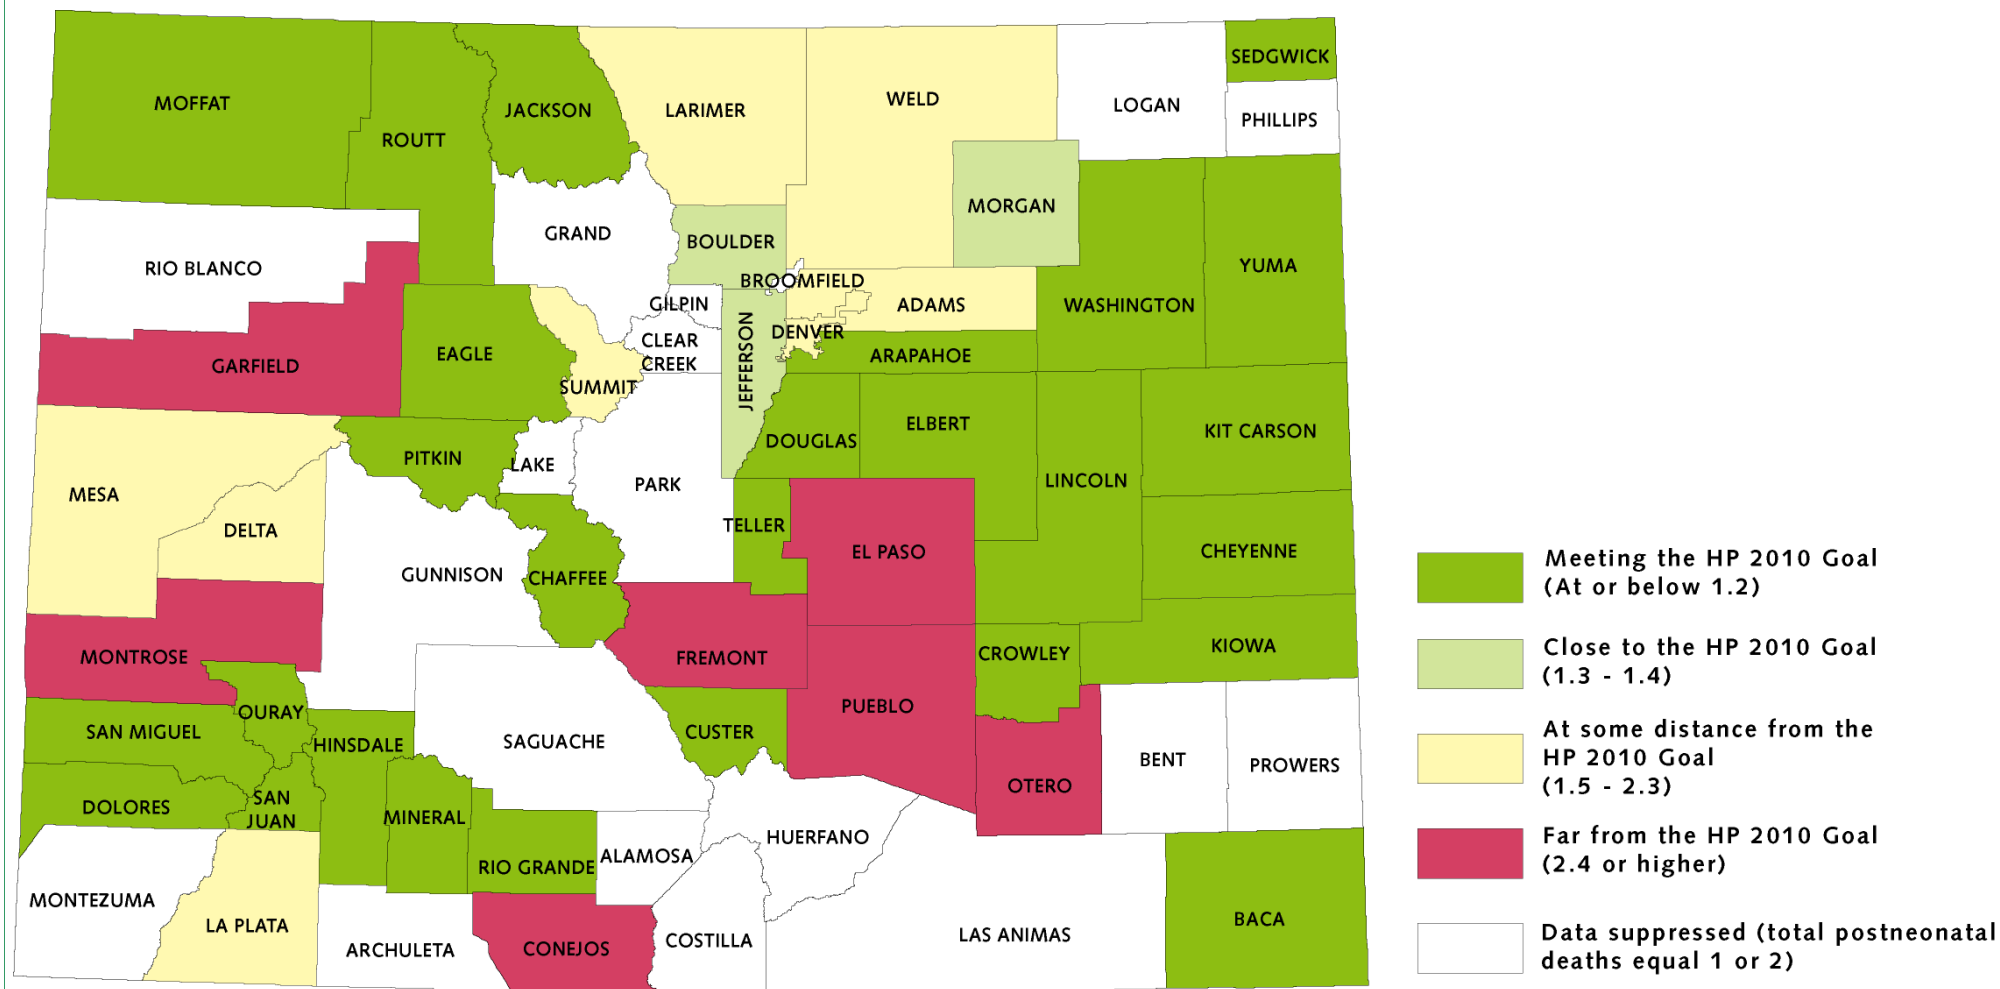 SEDGWICK
MOFFAT
JACKSON
LARIMER
WELD
LOGAN
PHILLIPS
ROUTT
MORGAN
GRAND
BOULDER
RIO BLANCO
YUMA
BROOMFIELD
GILPIN
ADAMS
WASHINGTON
DENVER
CLEAR
CREEK
JEFFERSON
EAGLE
ARAPAHOE
GARFIELD
SUMMIT
ELBERT
KIT CARSON
DOUGLAS
PITKIN
LAKE
PARK
LINCOLN
MESA
DELTA
TELLER
EL PASO
CHEYENNE
GUNNISON
CHAFFEE
MONTROSE
FREMONT
CROWLEY
KIOWA
OURAY
PUEBLO
SAN MIGUEL
HINSDALE
SAGUACHE
CUSTER
BENT
PROWERS
OTERO
DOLORES
SAN
JUAN
MINERAL
HUERFANO
ALAMOSA
RIO GRANDE
MONTEZUMA
LA PLATA
ARCHULETA
CONEJOS
COSTILLA
LAS ANIMAS
BACA
Meeting the HP 2010 Goal
(At or below 1.2)
Close to the HP 2010 Goal
(1.3 - 1.4)
At some distance from the
HP 2010 Goal
(1.5 - 2.3)
Far from the HP 2010 Goal
(2.4 or higher)
Data suppressed (total postneonatal
deaths equal 1 or 2)